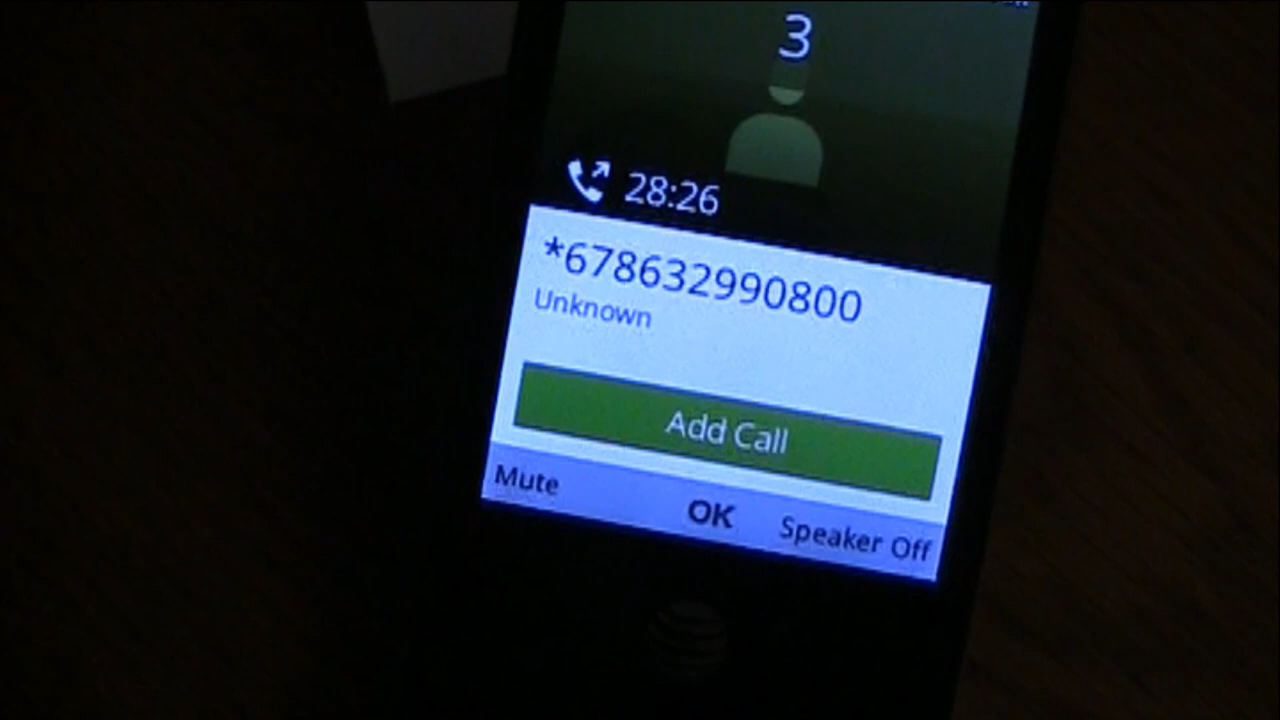 3
28:26
*678632990800
Unknown
Add Call
Mute OK Speaker Off